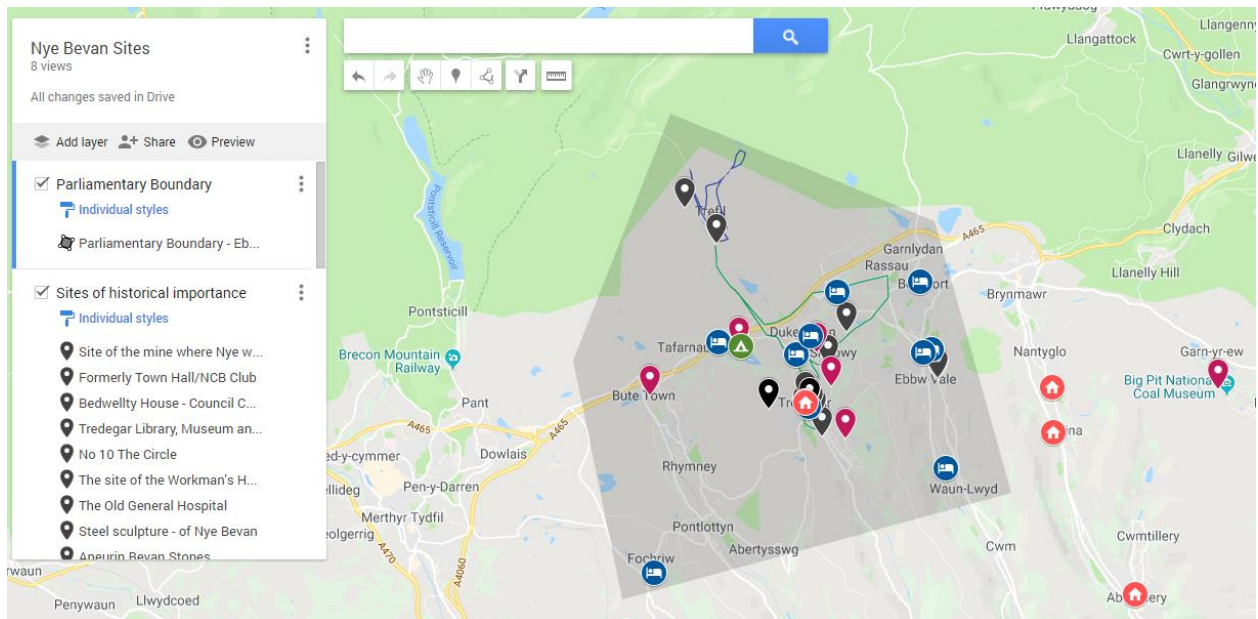 Nye Bevan Sites
8 views
All changes saved in Drive
Add layer
Share
Preview
Parliamentary Boundary
Individual styles
Parliamentary Boundary - Eb...
Sites of historical importance
Individual styles
Site of the mine where Nye w...
Formerly Town Hall/NCB Club
Bedwellty House - Council C...
Tredegar Library, Museum an...
No 10 The Circle
The site of the Workman's H...
The Old General Hospital
Steel sculpture - of Nye Bevan
Aneurin Bevan Stones
Llangattock
Llangenny
Cwrt-y-gollen
Glangrwyn
Llanelly
Gilwe
Pontsticill Reservoir
Trefil
Clydach
A465
Garnlydan
Rassau
Llanelly Hill
Brynmawr
Pontsticill
Tafarnau
Nantyglo
Garn-yr-ew
Brecon Mountain
Railway
Ebbw Vale
Big Pit National
Coal Museum
Bute Town
Pant
A465
A465
Dowlais
Rhymney
Pen-y-Darren
Waun-Lwyd
Merthyr Tydfil
Pontlottyn
Abertysswg
Cwm
Cwmtillery
Fochriw
A470
A4060
Penywaun
Llwydcoed